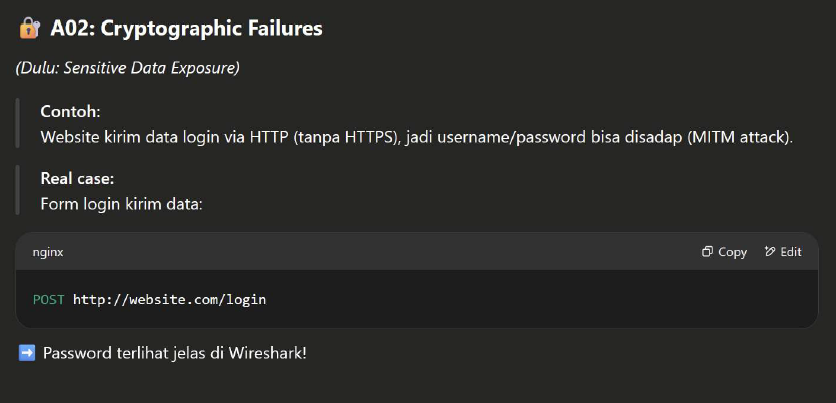 🔐 A02: Cryptographic Failures
(Dulu: Sensitive Data Exposure)
Contoh:
Website kirim data login via HTTP (tanpa HTTPS), jadi username/password bisa disadap (MITM attack).
Real case:
Form login kirim data:
nginx Copy Edit
POST http://website.com/login
➡️ Password terlihat jelas di Wireshark!